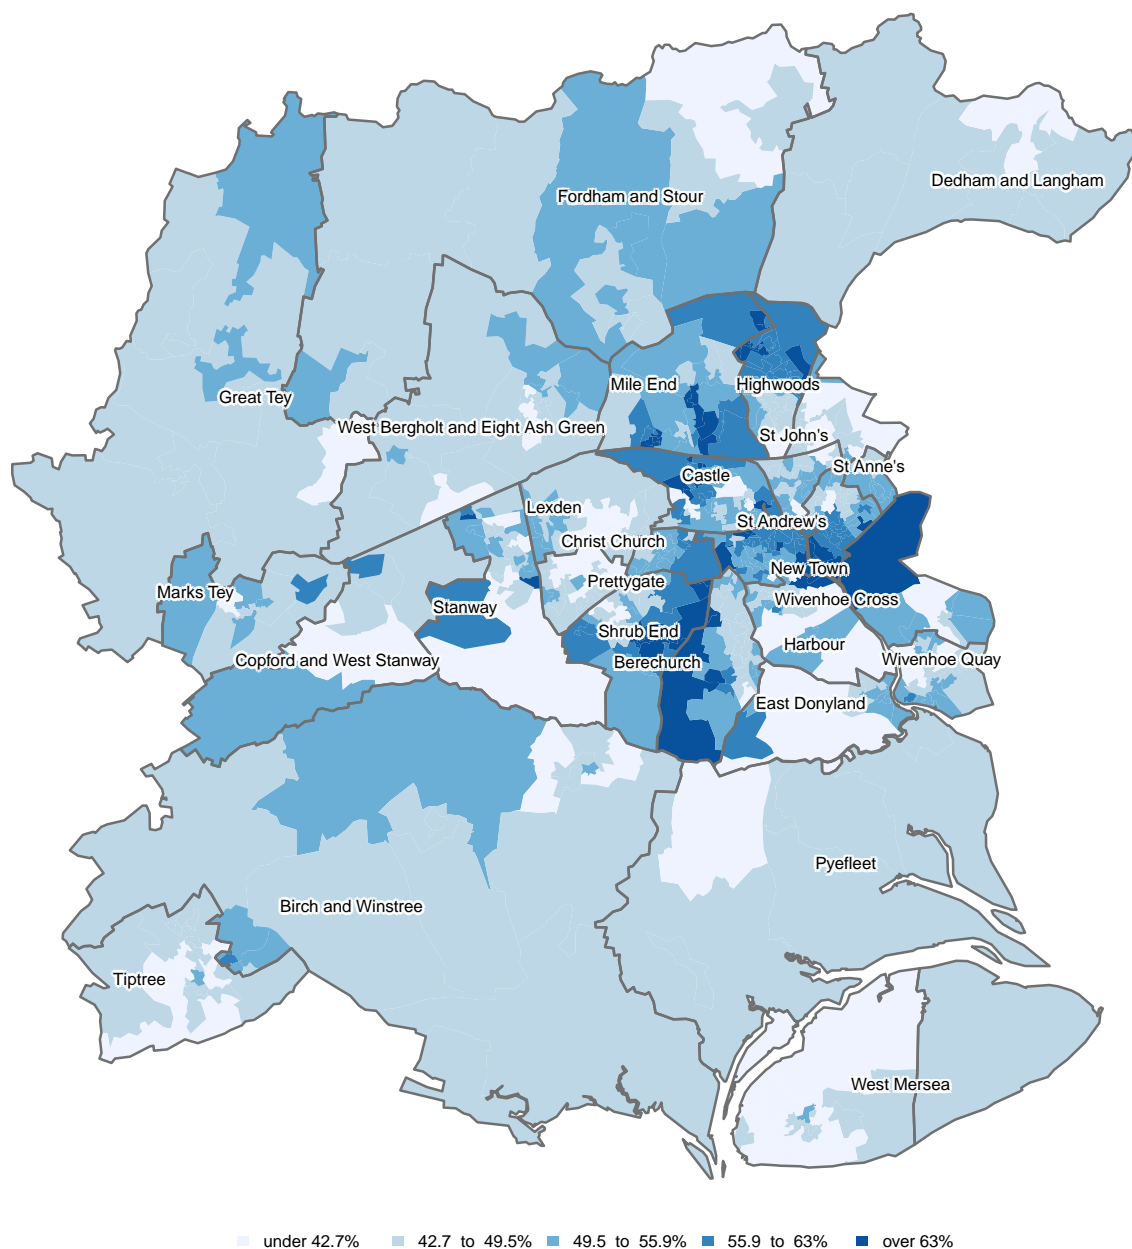 Dedham and Langham
Fordham and Stour
Mile End
Highwoods
Great Tey
West Bergholt and Eight Ash Green
St John's
St Anne's
Castle
Lexden
St Andrew's
Christ Church
New Town
Prettygate
Marks Tey
Wivenhoe Cross
Stanway
Shrub End
Harbour
Copford and West Stanway
Berechurch
Wivenhoe Quay
East Donyland
Pyefleet
Birch and Winstree
Tiptree
West Mersea
under 42.7% 42.7 to 49.5% 49.5 to 55.9% 55.9 to 63% over 63%